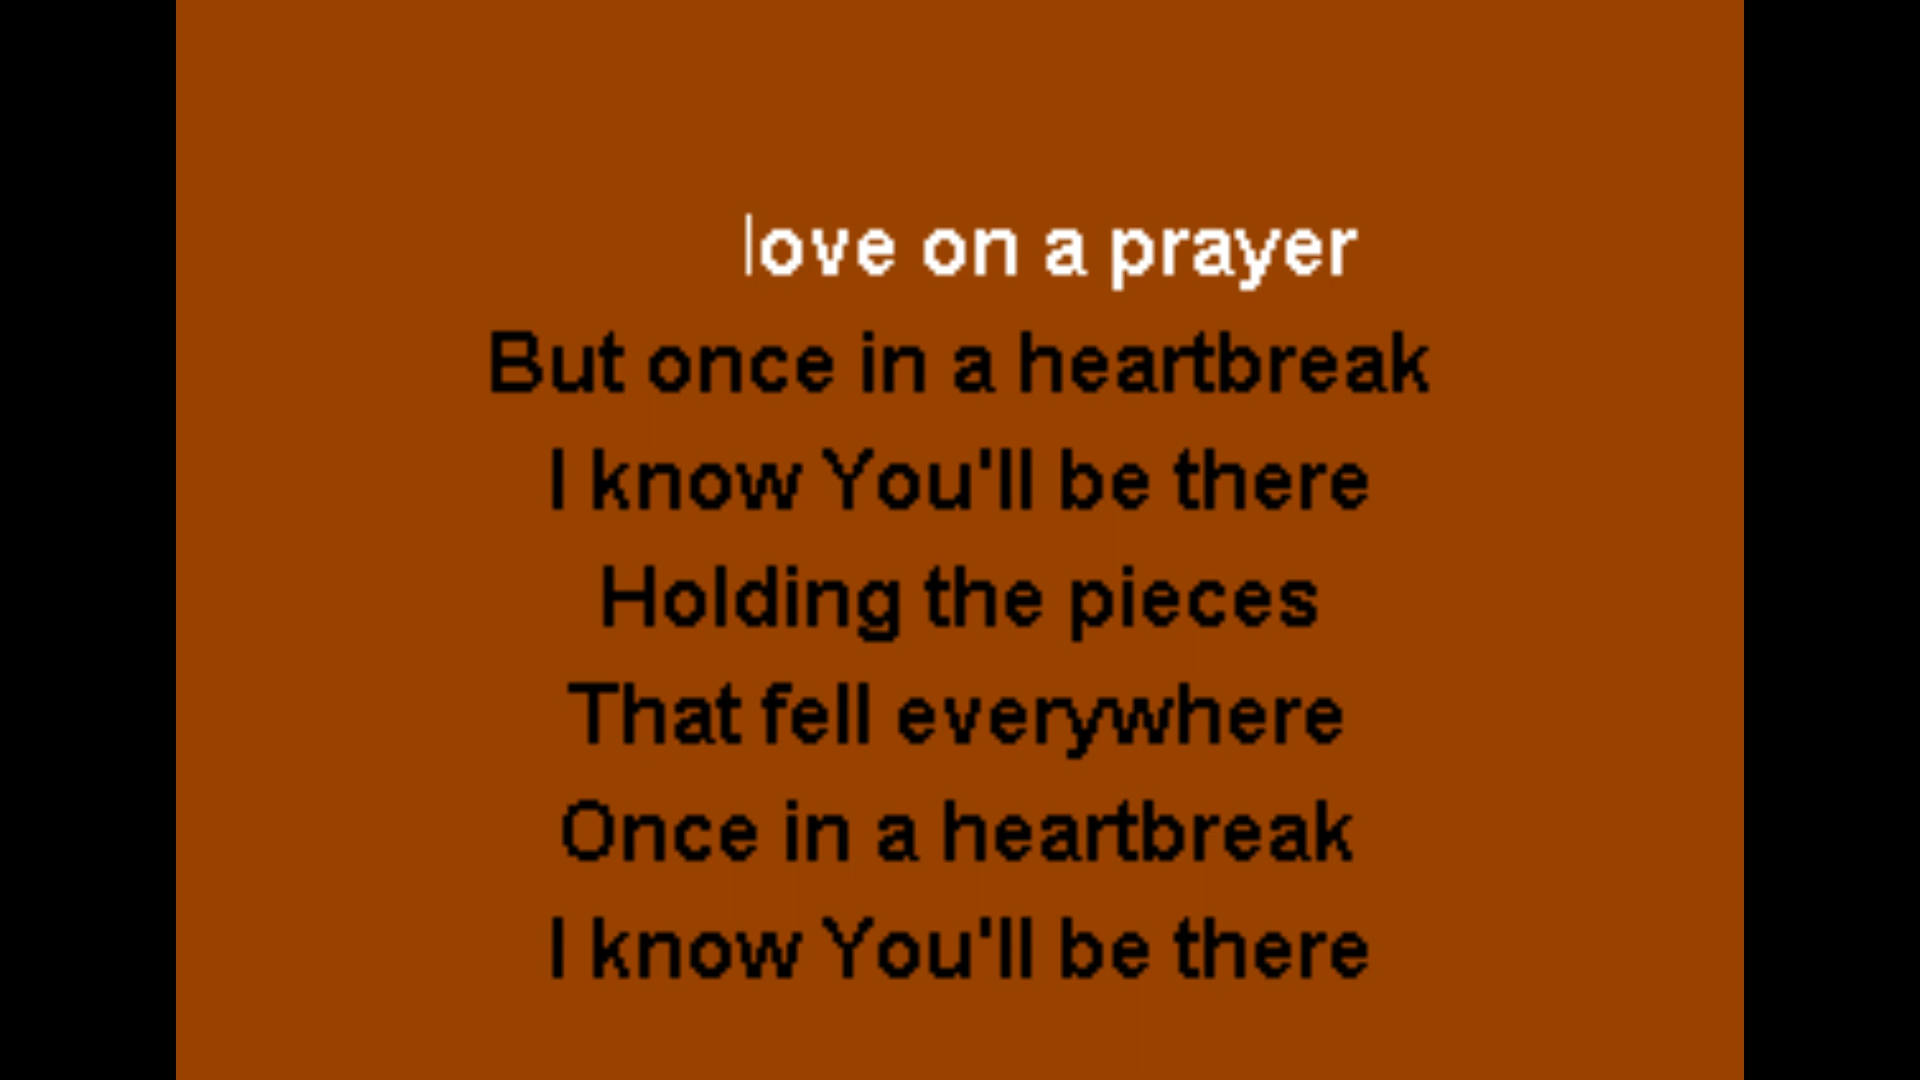 love on a prayer
But once in a heartbreak
I know You'll be there
Holding the pieces
That fell everywhere
Once in a heartbreak
I know You'll be there